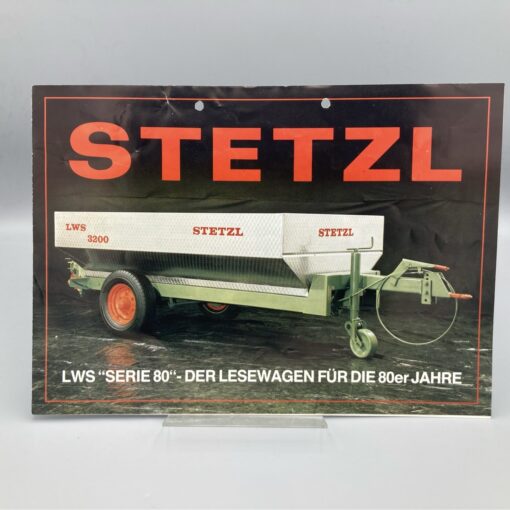 STETZL
LWS
3200
STETZL
STETZL
LWS "SERIE 80" - DER LESEWAGEN FÜR DIE 80er JAHRE